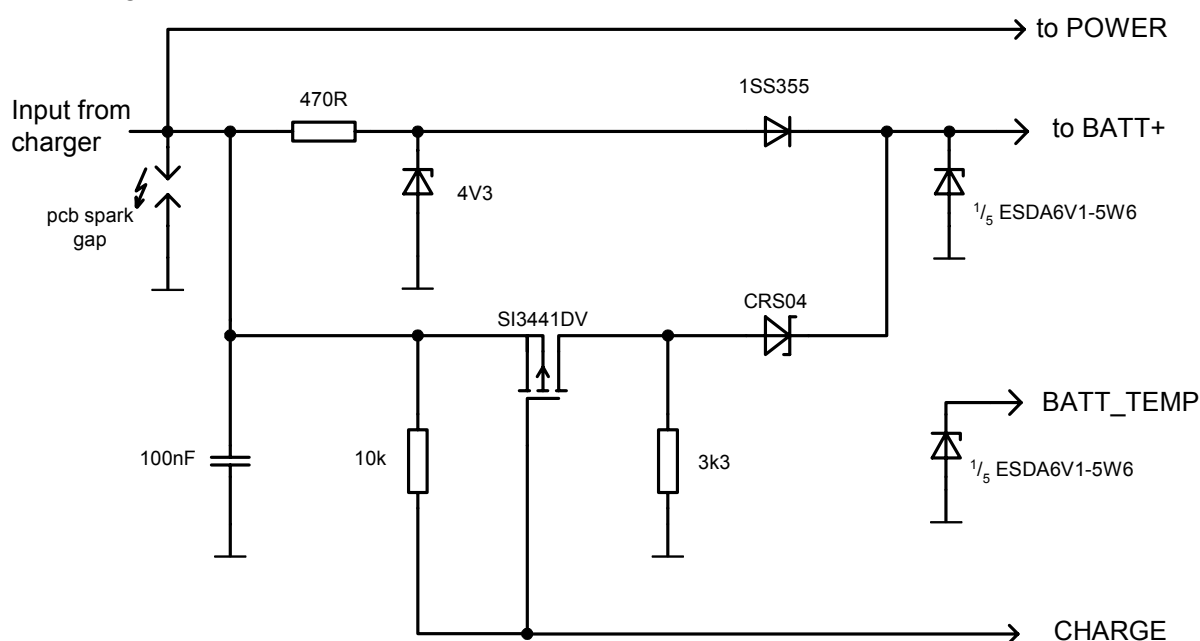 to POWER
1SS355
470R
Input from
charger
to BATT+
4V3
pcb spark
gap
1/5 ESDA6V1-5W6
CRS04
SI3441DV
BATT_TEMP
100nF
10k
3k3
1/5 ESDA6V1-5W6
CHARGE